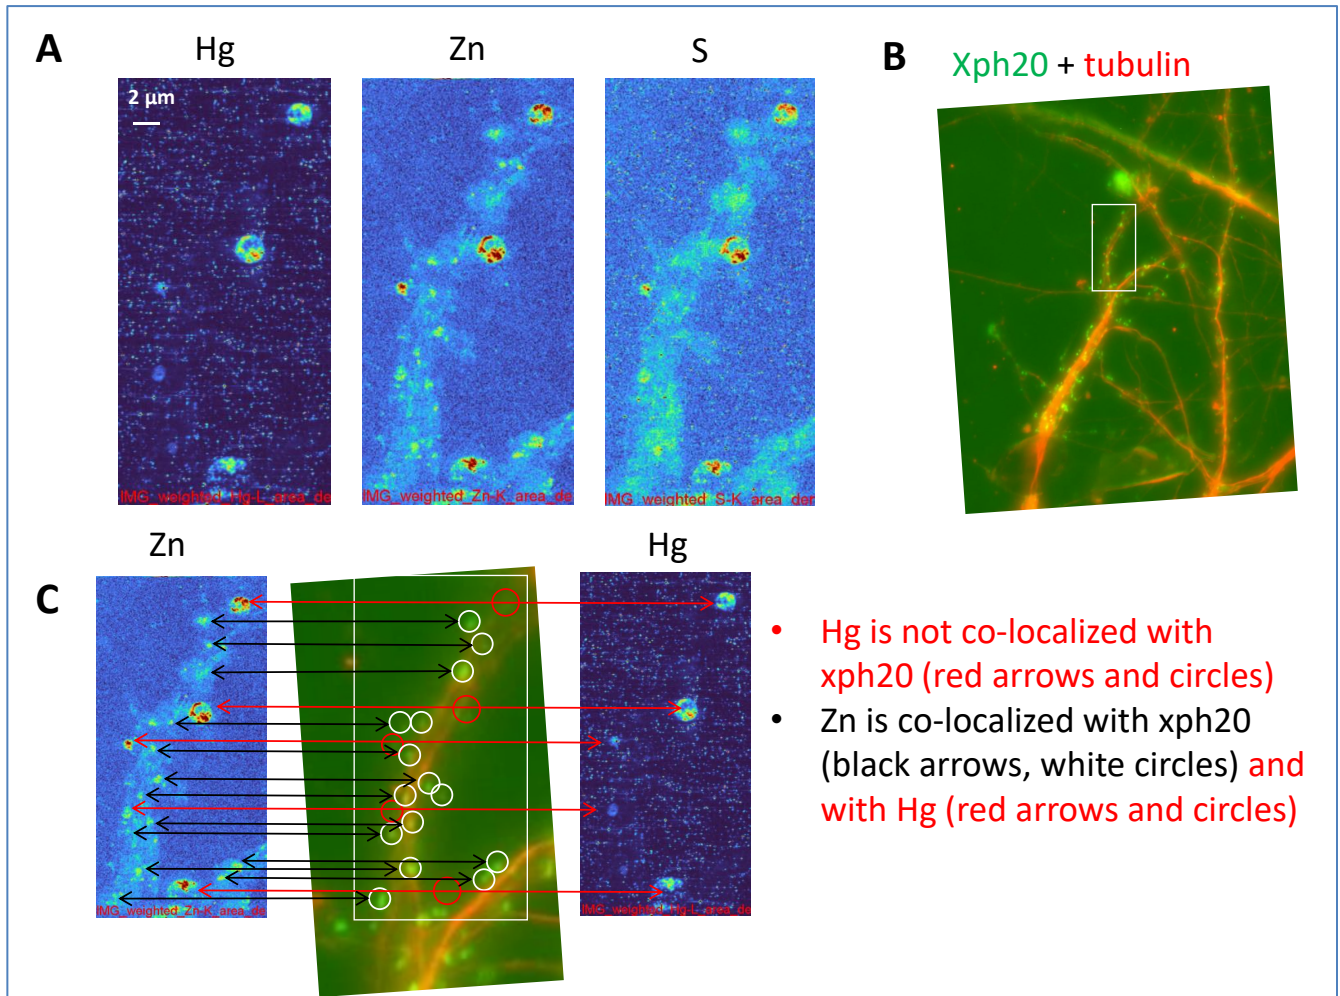 A
Hg
Zn
S
B
Xph20 + tubulin
2 µm
IMG_weighted_Hg-L_area_de
IMG_weighted_Zn-K_area_de
IMG_weighted_S-K_area_der
C
Zn
Hg
IMG_weighted_Zn-K_area_de
IMG_weighted_Hg-L_area_de
• Hg is not co-localized with
xph20 (red arrows and circles)
• Zn is co-localized with xph20
(black arrows, white circles) and
with Hg (red arrows and circles)